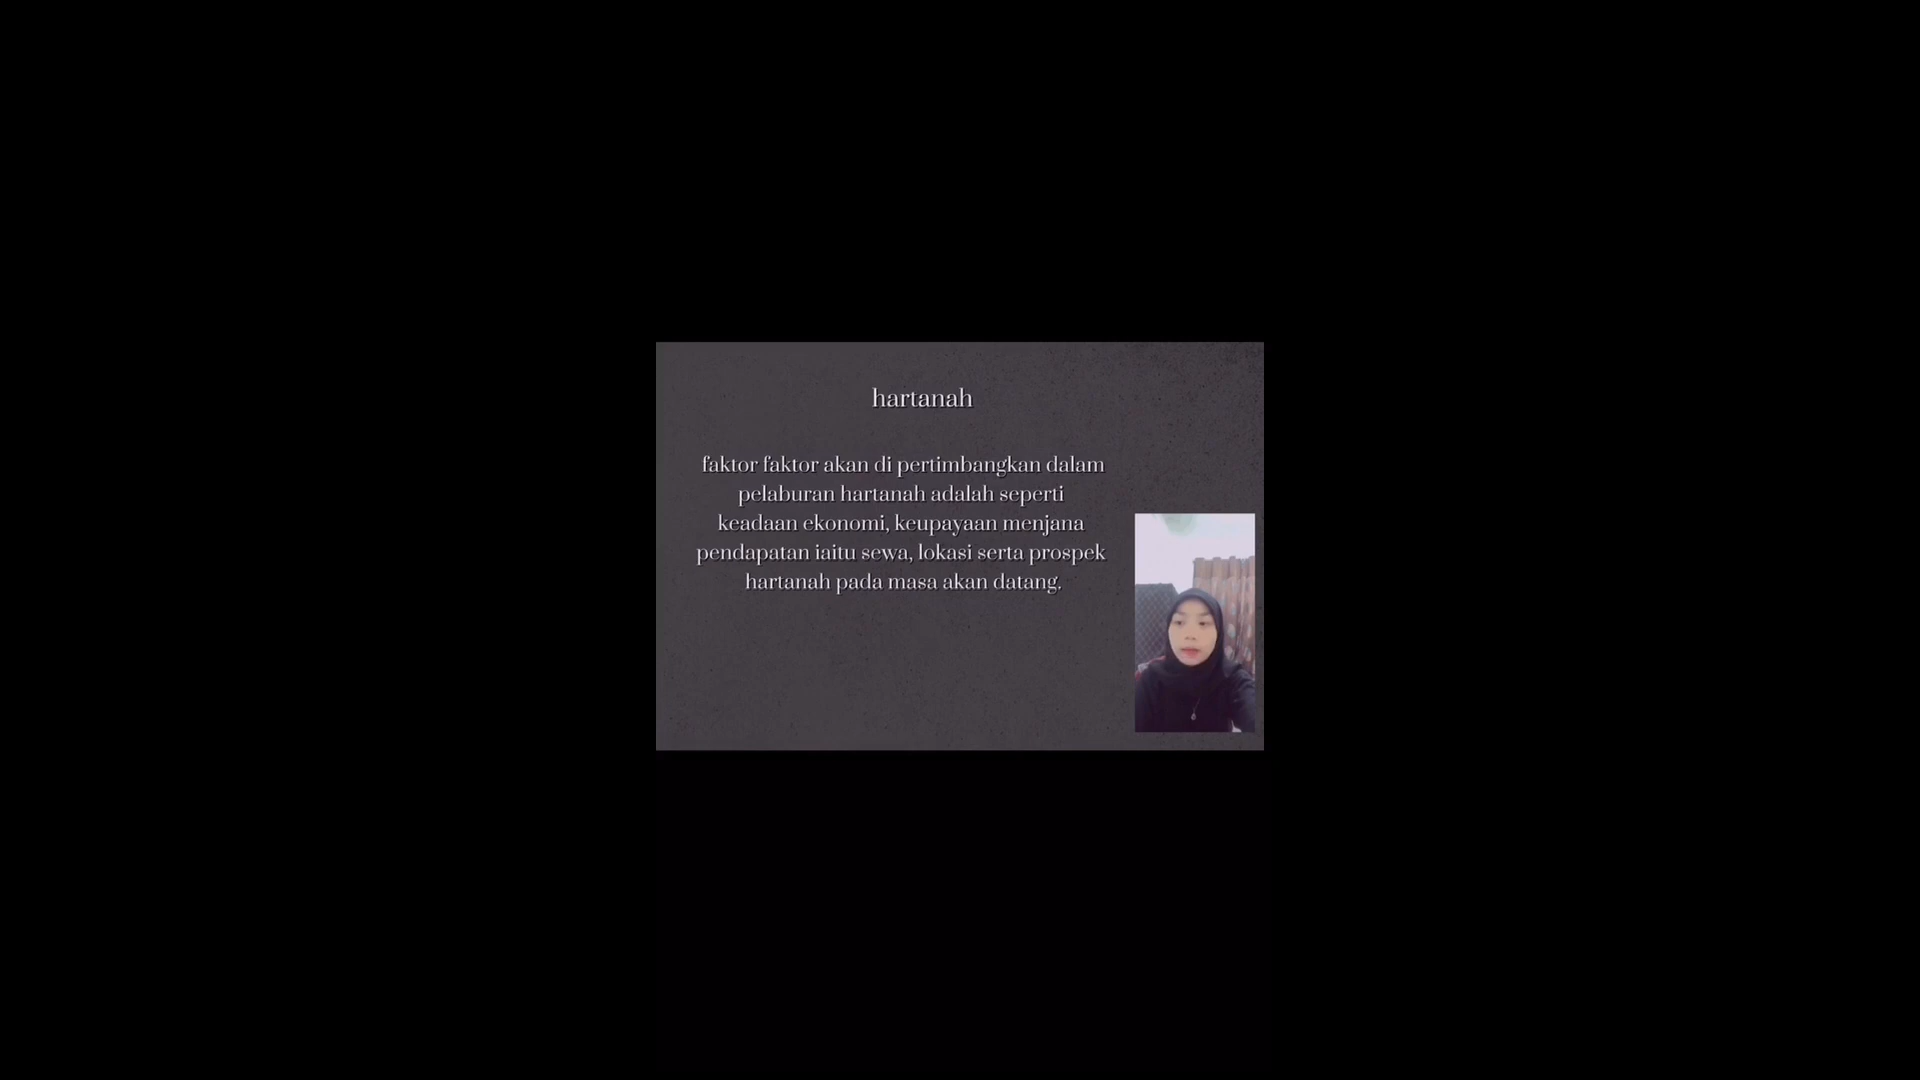 hartanah
faktor faktor akan di pertimbangkan dalam
pelaburan hartanah adalah seperti
keadaan ekonomi, keupayaan menjana
pendapatan iaitu sewa, lokasi serta prospek
hartanah pada masa akan datang.